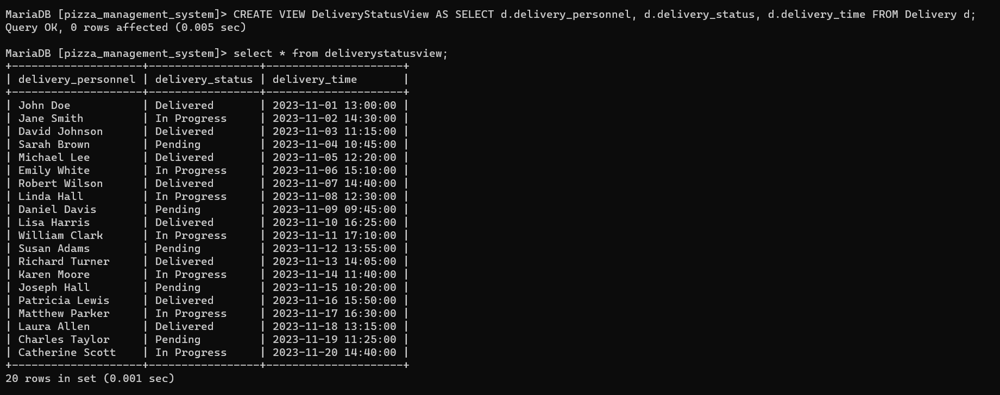 MariaDB [pizza_management_system]> CREATE VIEW DeliveryStatusView AS SELECT d.delivery_personnel, d.delivery_status, d.delivery_time FROM Delivery d;
Query OK, 0 rows affected (0.005 sec)
MariaDB [pizza_management_system]> select * from deliverystatusview;
+--------------------+-----------------+---------------------+
| delivery_personnel | delivery_status | delivery_time       |
+--------------------+-----------------+---------------------+
| John Doe           | Delivered       | 2023-11-01 13:00:00 |
| Jane Smith         | In Progress     | 2023-11-02 14:30:00 |
| David Johnson      | Delivered       | 2023-11-03 11:15:00 |
| Sarah Brown        | Pending         | 2023-11-04 10:45:00 |
| Michael Lee        | Delivered       | 2023-11-05 12:20:00 |
| Emily White        | In Progress     | 2023-11-06 15:10:00 |
| Robert Wilson      | Delivered       | 2023-11-07 14:40:00 |
| Linda Hall         | In Progress     | 2023-11-08 12:30:00 |
| Daniel Davis       | Pending         | 2023-11-09 09:45:00 |
| Lisa Harris        | Delivered       | 2023-11-10 16:25:00 |
| William Clark      | In Progress     | 2023-11-11 17:10:00 |
| Susan Adams        | Pending         | 2023-11-12 13:55:00 |
| Richard Turner     | Delivered       | 2023-11-13 14:05:00 |
| Karen Moore        | In Progress     | 2023-11-14 11:40:00 |
| Joseph Hall        | Pending         | 2023-11-15 10:20:00 |
| Patricia Lewis     | Delivered       | 2023-11-16 15:50:00 |
| Matthew Parker     | In Progress     | 2023-11-17 16:30:00 |
| Laura Allen        | Delivered       | 2023-11-18 13:15:00 |
| Charles Taylor     | Pending         | 2023-11-19 11:25:00 |
| Catherine Scott    | In Progress     | 2023-11-20 14:40:00 |
+--------------------+-----------------+---------------------+
20 rows in set (0.001 sec)